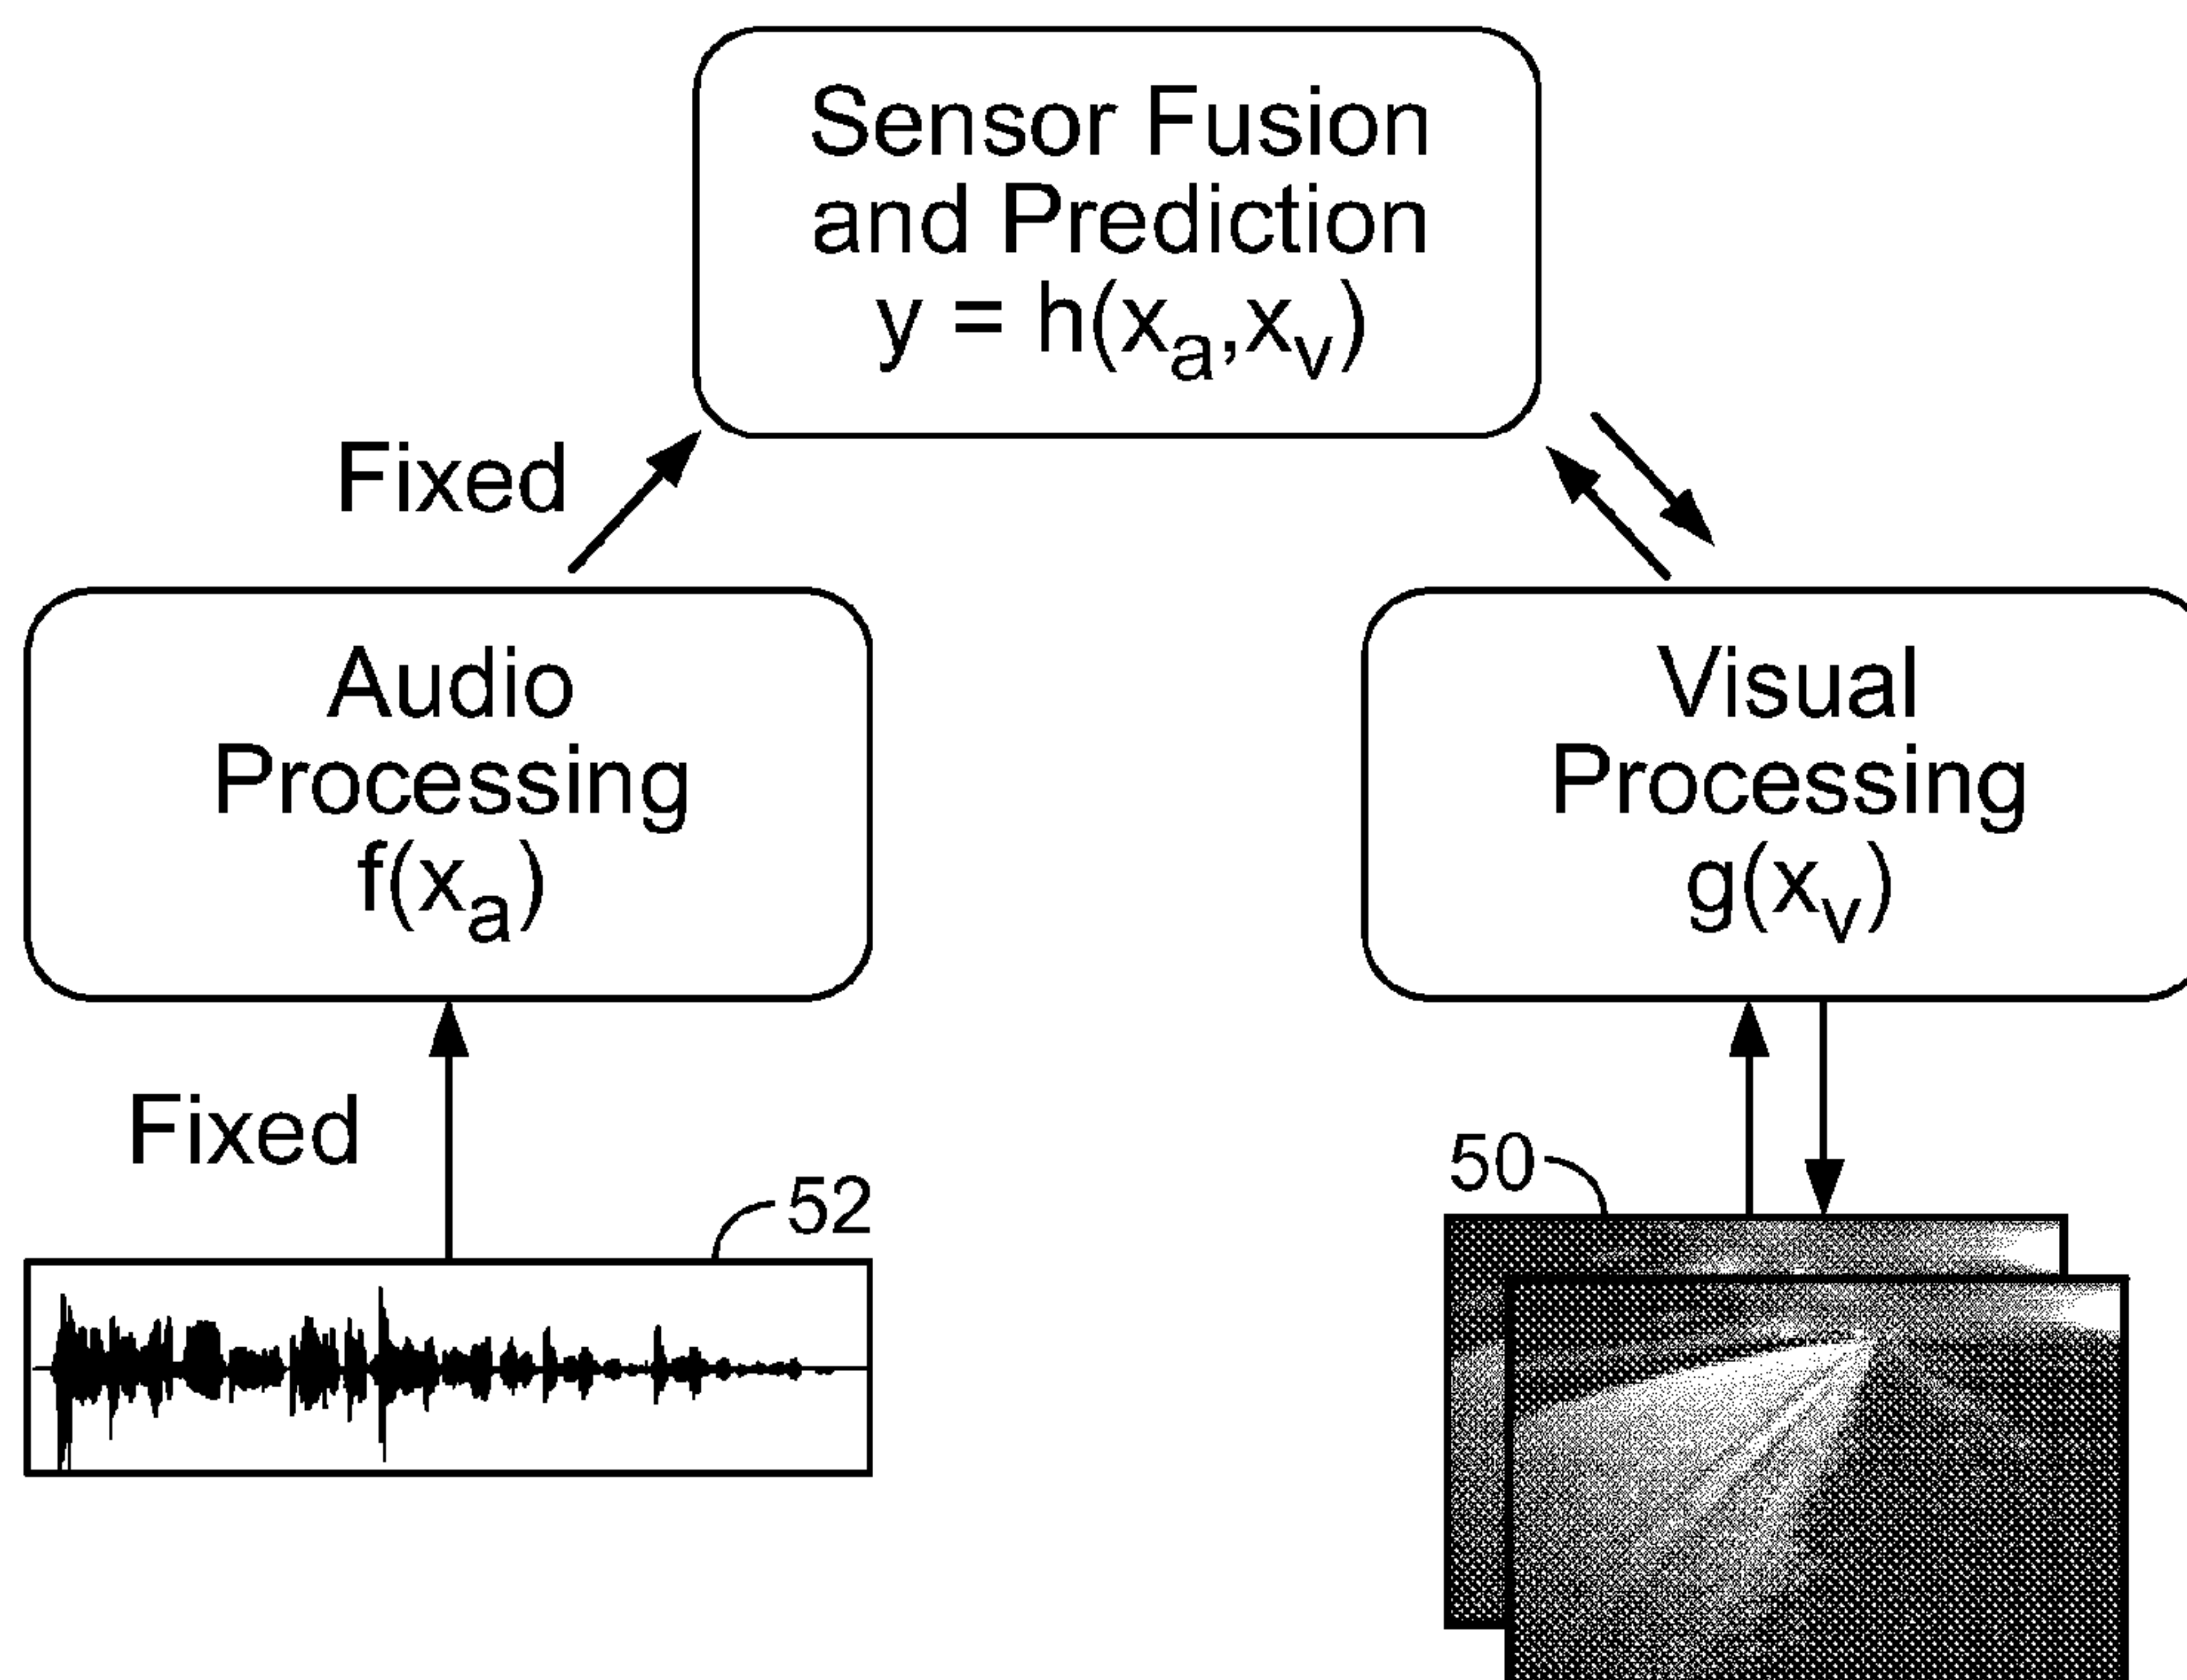 Sensor Fusion
and Prediction
y = h(xₐ,xᵥ)
Fixed
Audio
Processing
f(xₐ)
Visual
Processing
g(xᵥ)
Fixed
52
50